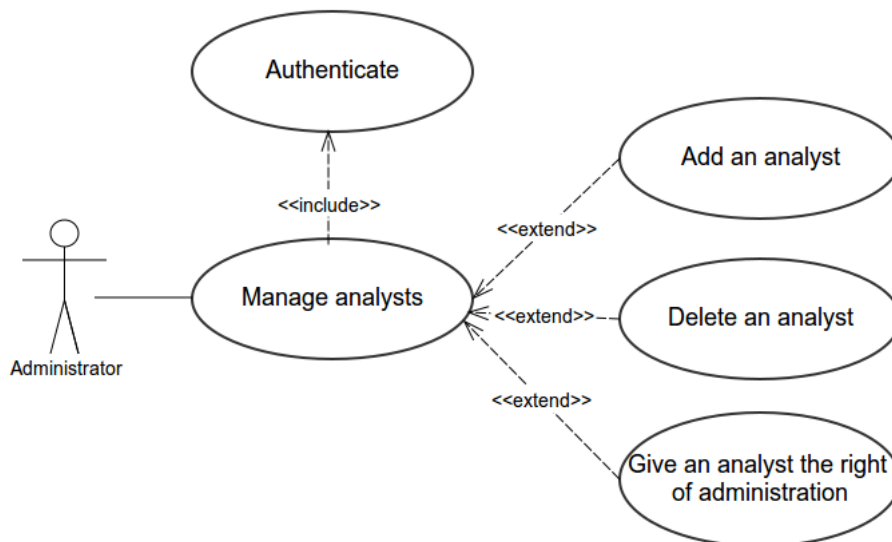 Authenticate
Add an analyst
<<include>>
<<extend>>
Manage analysts
<<extend>>
Delete an analyst
Administrator
<<extend>>
Give an analyst the right
of administration